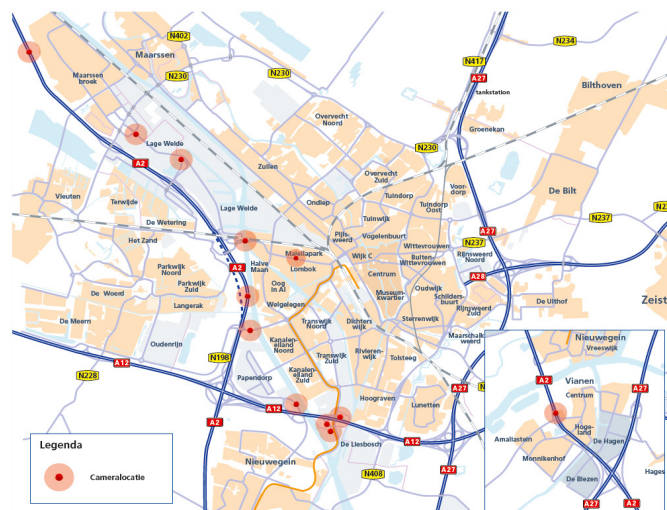 N402
N234
Maarssen
N417
Maarssen
broek
N230
N230
A27
tankstation
Bilthoven
Overvecht
Noord
Groenekan
Lage Weide
N230
A2
Zuilen
Overvecht
Zuid
Voor-
dorp
De Bilt
Vleuten
Terwijde
Lage Weide
Ondiep
Tuindorp
Tuindorp
Oost
De Wetering
Tuinwijk
N237
Pijls-
weerd
Vogelenbuurt
A27
Het Zand
Wittevrouwen
N237
Parkwijk
Noord
A2
Halve
Maan
Majellapark
Lombok
Wijk C
Buiten
Wittevrouwen
Rijnsweerd
Noord
Centrum
A28
Parkwijk
Zuid
Oog
in Al
De Woerd
Museum-
kwartier
Oudwijk
Schilders-
buurt
Rijnsweerd
Zuid
De Uithof
Zeist
Langerak
Welgelegen
De Meern
Transwijk
Noord
Dichters
wijk
Sterrenwijk
Maarschalk
weerd
Oudenrijn
Kanalen-
eiland
Noord
N198
Transwijk
Zuid
Rivieren-
wijk
Tolsteeg
A12
N228
Papendorp
Kanalen-
eiland
Zuid
A27
Hoograven
Lunetten
A12
A2
De Liesbosch
A12
A27
Nieuwegein
N408
Legenda
Cameralocatie
Nieuwegein
Vreeswijk
A2
A27
Vianen
Centrum
Hoge-
land
Amaliastein
De Hagen
Monnikenhof
Hages
De Biezen
A27
A2